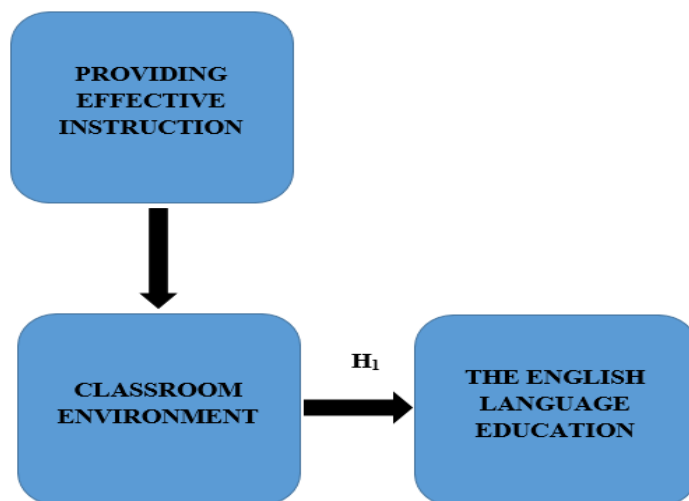 PROVIDING
EFFECTIVE
INSTRUCTION
H₁
CLASSROOM
ENVIRONMENT
THE ENGLISH
LANGUAGE
EDUCATION